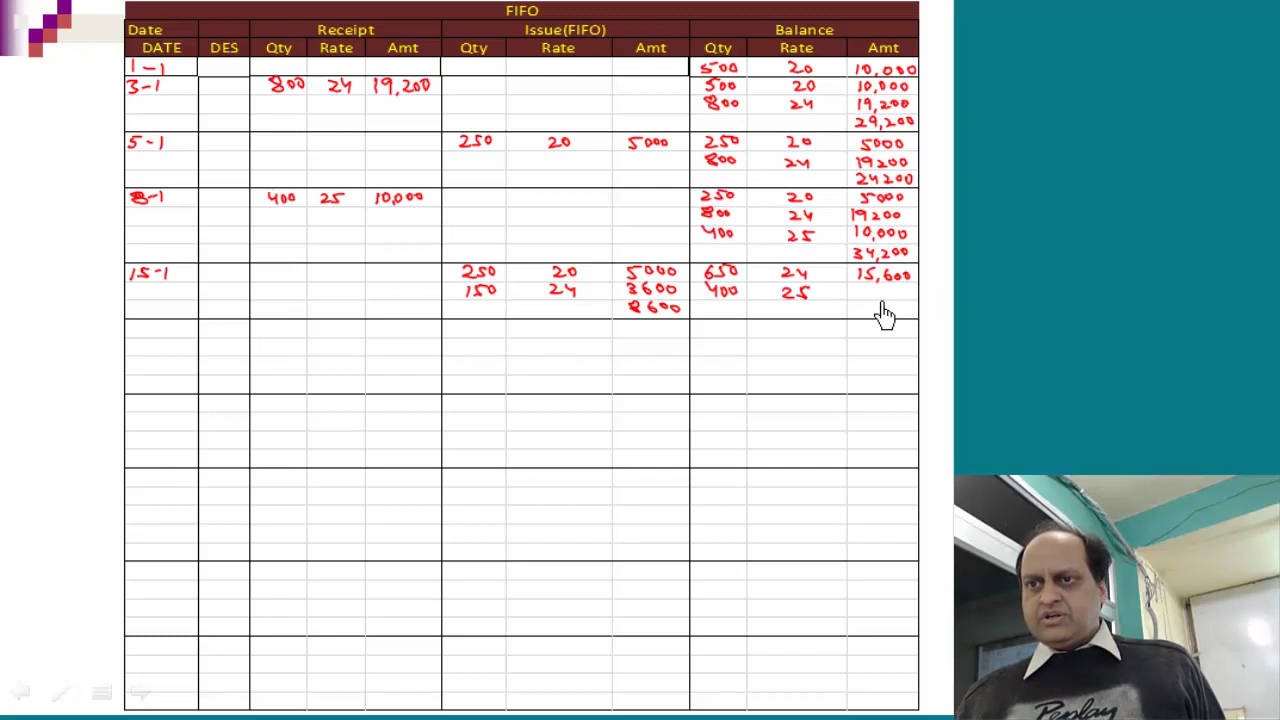 FIFO
Date Receipt Issue(FIFO) Balance
DATE DES Qty Rate Amt Qty Rate Amt Qty Rate Amt
1-1 500 20 10,000
3-1 800 24 19,200 500 20 10,000
800 24 19,200
29,200
5-1 250 20 5000 250 20 5000
800 24 19200
24200
8-1 400 25 10,000 250 20 5000
800 24 19200
400 25 10,000
34,200
15-1 250 20 5000 650 24 15,600
150 24 3600 400 25
8600